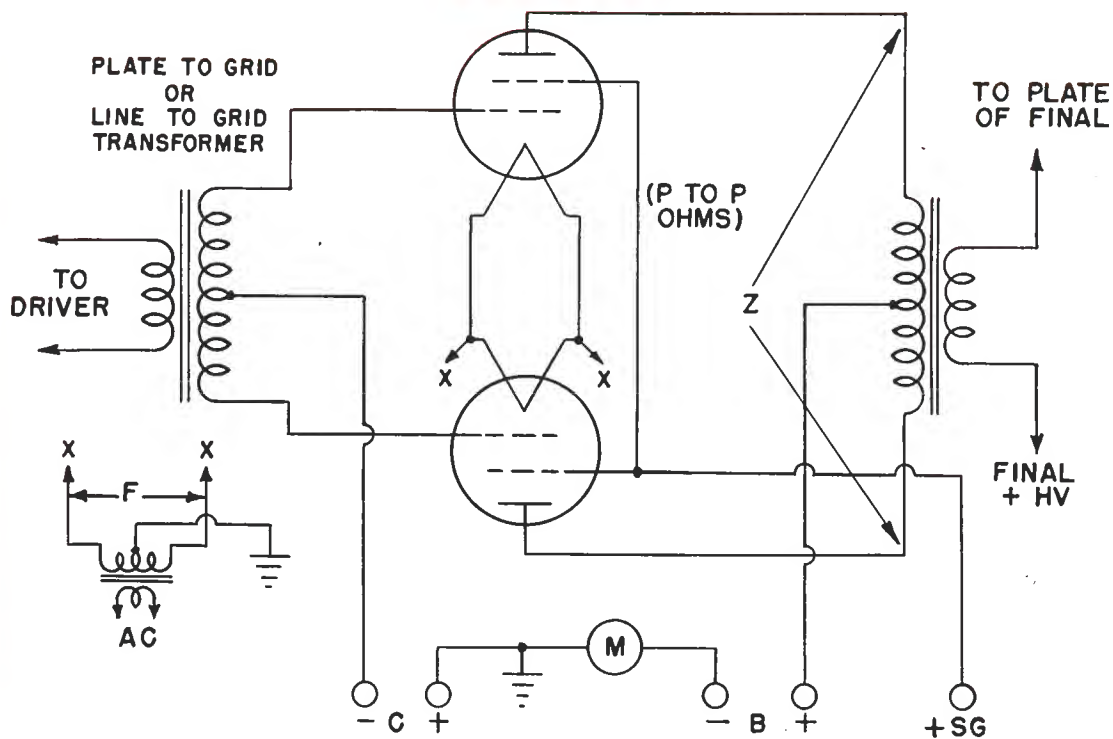 PLATE TO GRID
OR
LINE TO GRID
TRANSFORMER
TO PLATE
OF FINAL
(P TO P
OHMS)
TO
DRIVER
Z
X
X
X
X
F
FINAL
+ HV
AC
M
- C +
- B +
+ SG